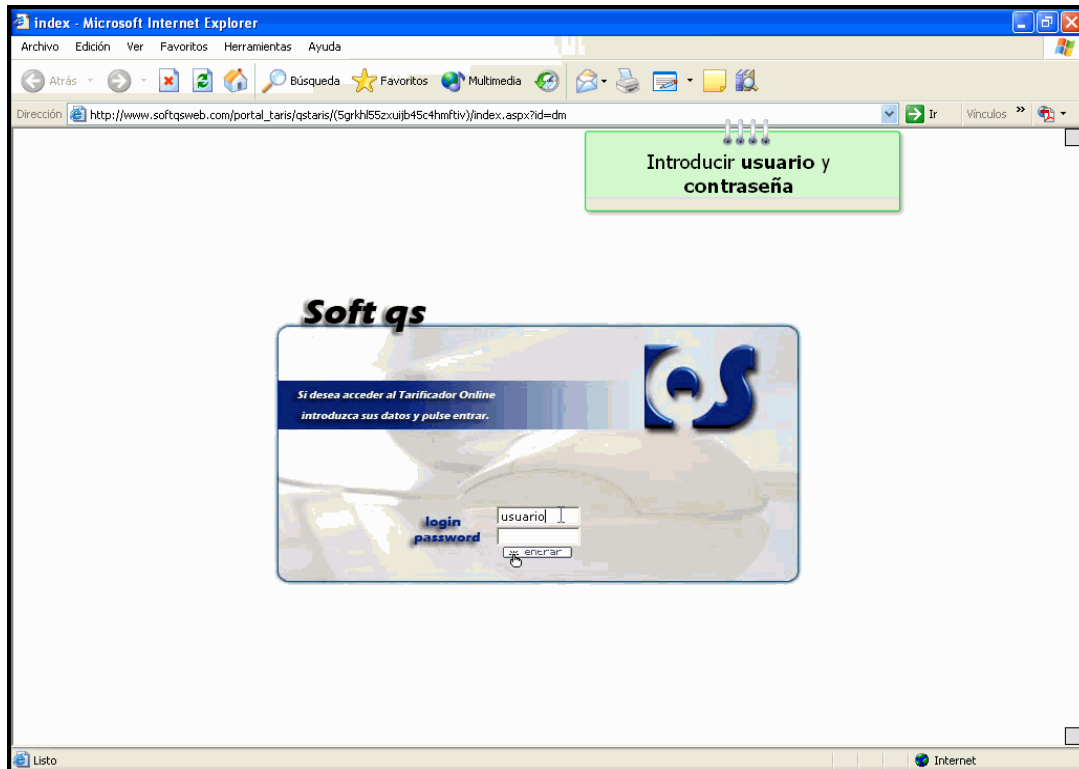 index - Microsoft Internet Explorer
Archivo Edición Ver Favoritos Herramientas Ayuda
Atrás Búsqueda Favoritos Multimedia
Dirección http://www.softqsweb.com/portal_taris/qstaris/(5grkhl55zxuijb45c4hmftiv)/index.aspx?id=dm Ir Vínculos »
Introducir usuario y
contraseña
Soft qs
QS
Si desea acceder al Tarificador Online
introduzca sus datos y pulse entrar.
login usuario
password
entrar
Listo Internet